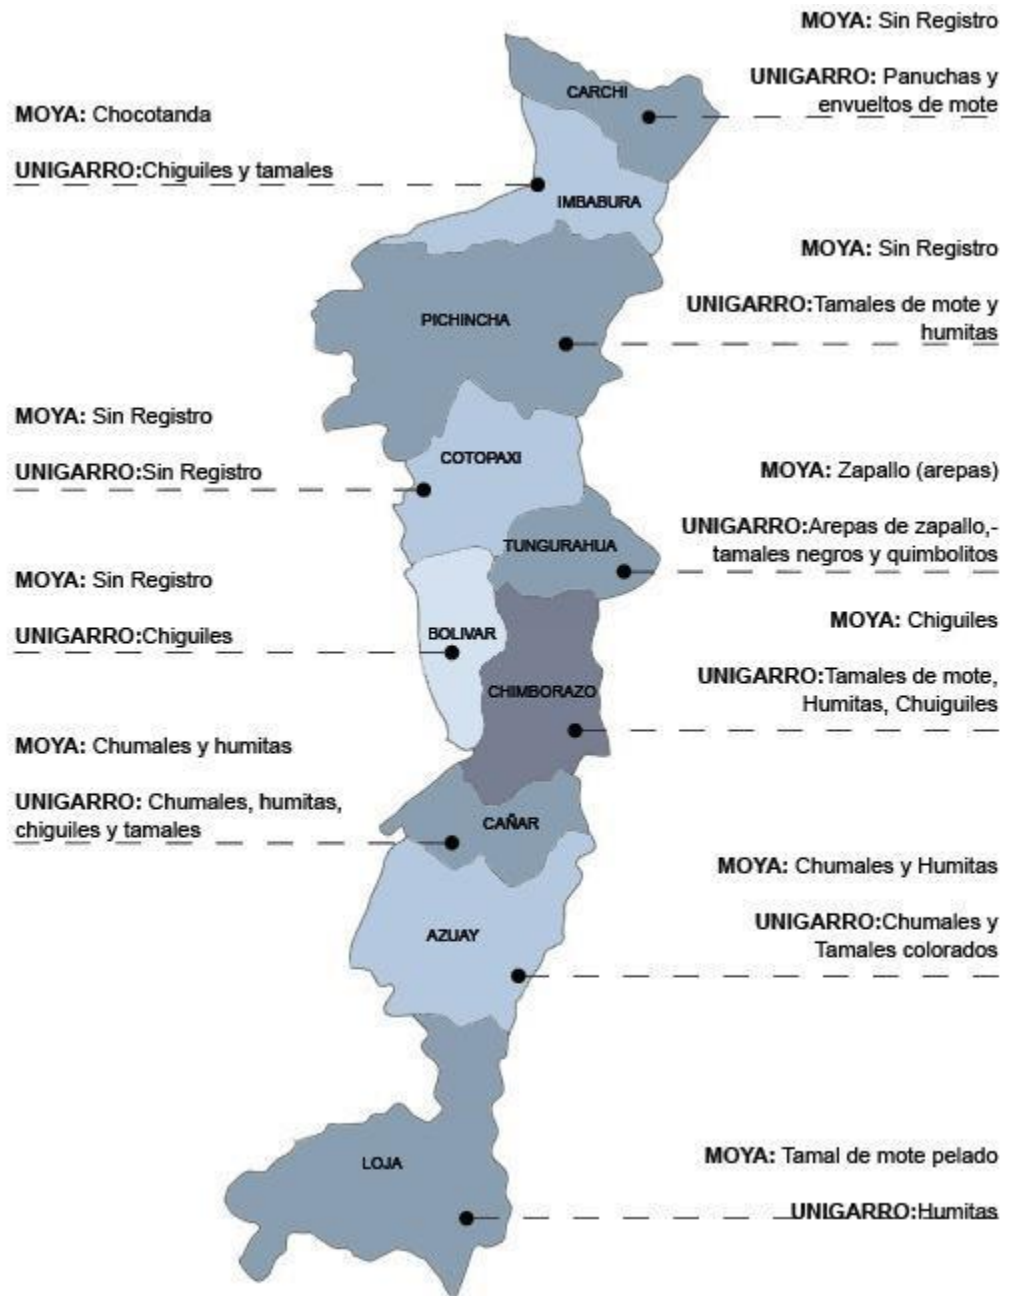 MOYA: Sin Registro
UNIGARRO: Panuchas y
envueltos de mote
CARCHI
MOYA: Chocotanda
UNIGARRO:Chiguiles y tamales
IMBABURA
MOYA: Sin Registro
UNIGARRO:Tamales de mote y
humitas
PICHINCHA
MOYA: Sin Registro
UNIGARRO:Sin Registro
COTOPAXI
MOYA: Zapallo (arepas)
UNIGARRO:Arepas de zapallo,-
tamales negros y quimbolitos
TUNGURAHUA
MOYA: Sin Registro
UNIGARRO:Chiguiles
BOLIVAR
MOYA: Chiguiles
UNIGARRO:Tamales de mote,
Humitas, Chuiguiles
CHIMBORAZO
MOYA: Chumales y humitas
UNIGARRO: Chumales, humitas,
chiguiles y tamales
CAÑAR
MOYA: Chumales y Humitas
UNIGARRO:Chumales y
Tamales colorados
AZUAY
MOYA: Tamal de mote pelado
UNIGARRO:Humitas
LOJA